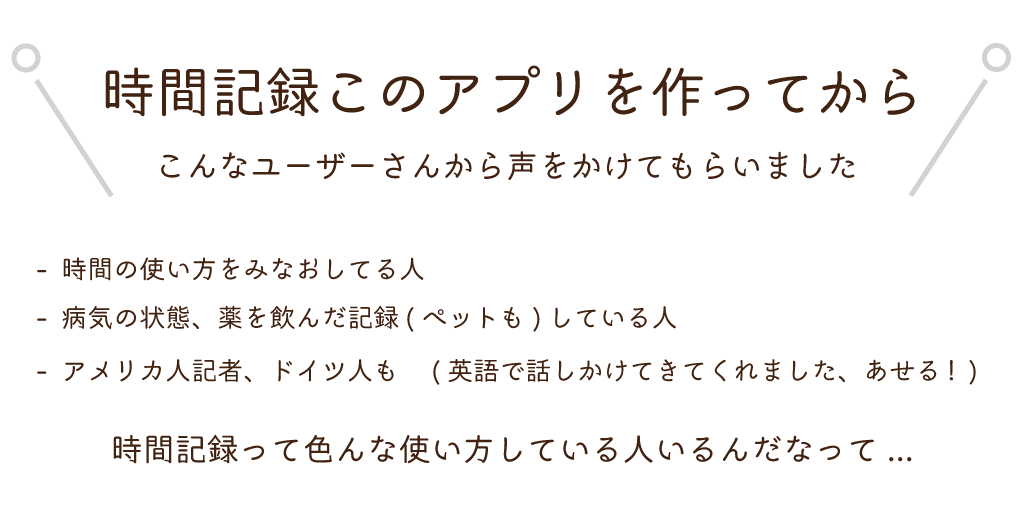 時間記録このアプリを作ってから
こんなユーザーさんから声をかけてもらいました
- 時間の使い方をみなおしてる人
- 病気の状態、薬を飲んだ記録(ペットも)している人
- アメリカ人記者、ドイツ人も (英語で話しかけてきてくれました、あせる！)
時間記録って色んな使い方している人いるんだなって...